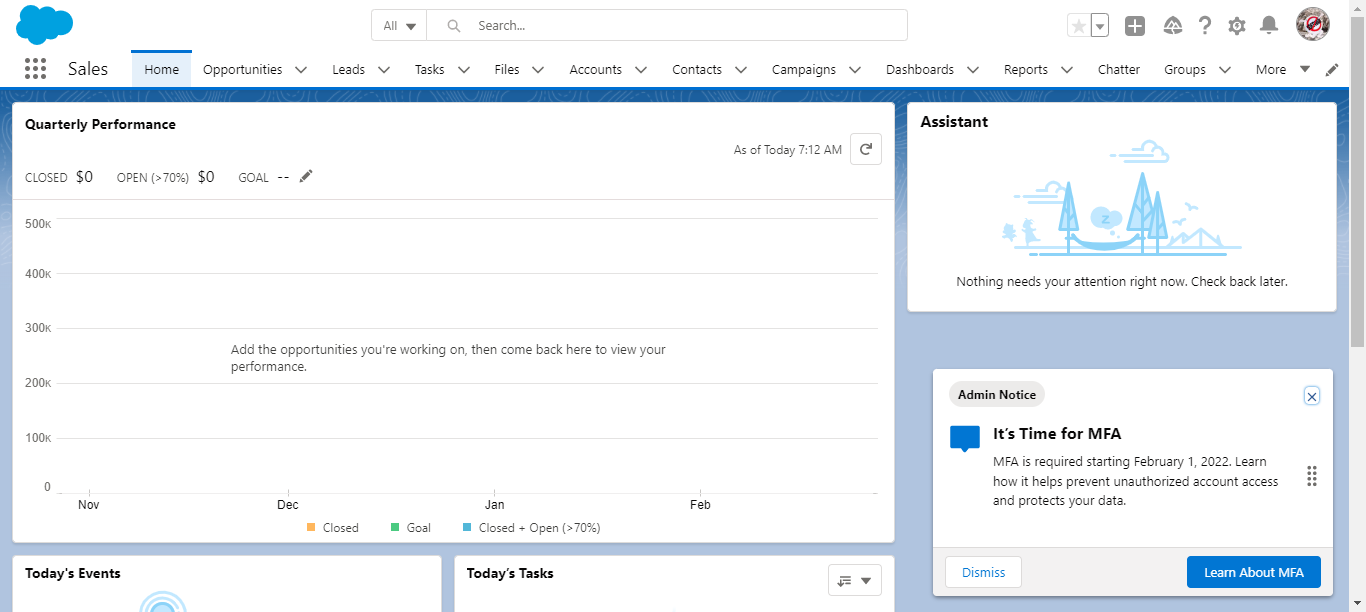 All
Search...
Sales
Home
Opportunities
Leads
Tasks
Files
Accounts
Contacts
Campaigns
Dashboards
Reports
Chatter
Groups
More
Quarterly Performance
As of Today 7:12 AM
CLOSED $0 OPEN (>70%) $0 GOAL --
500K
400K
300K
200K
100K
0
Add the opportunities you're working on, then come back here to view your
performance.
Nov Dec Jan Feb
Closed Goal Closed + Open (>70%)
Assistant
z
Nothing needs your attention right now. Check back later.
Admin Notice
It's Time for MFA
MFA is required starting February 1, 2022. Learn
how it helps prevent unauthorized account access
and protects your data.
Dismiss
Learn About MFA
Today's Events
Today's Tasks